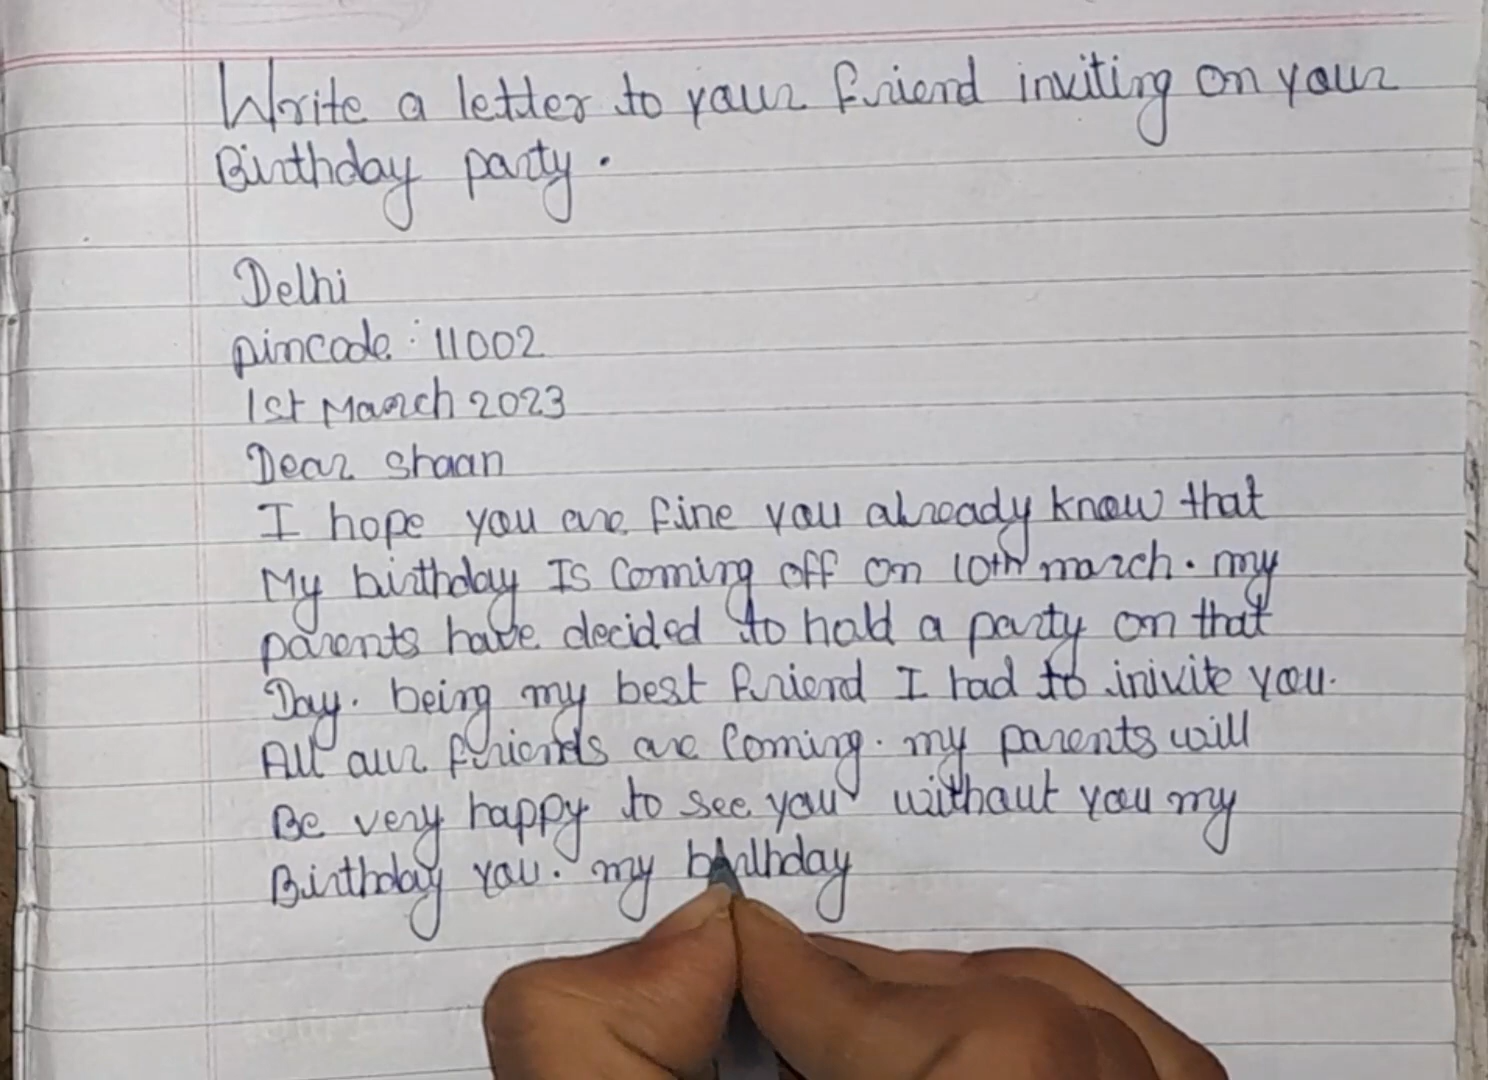 Write a letter to your friend inviting on your
Birthday party.
Delhi
pincode : 11002
1st March 2023
Dear shaan
I hope you are fine you already know that
My birthday Is Coming off on 10th march. my
parents have decided to hold a party on that
Day. being my best friend I had to inivite you.
All our friends are Coming. my parents will
Be very happy to see you without you my
Birthday you. my birthday